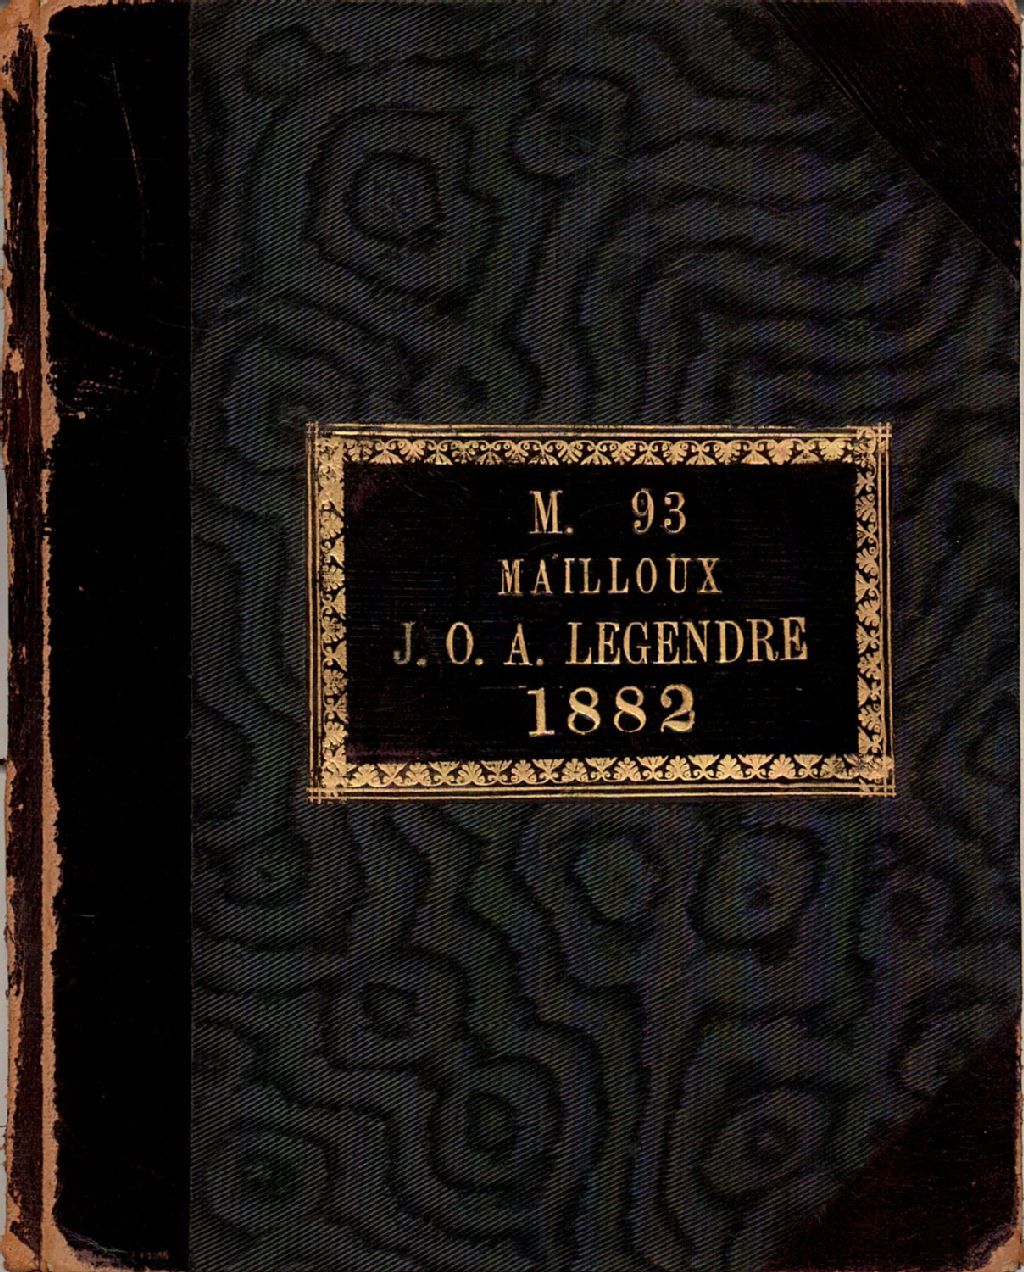 M. 93
MAILLOUX
J. O. A. LEGENDRE
1882